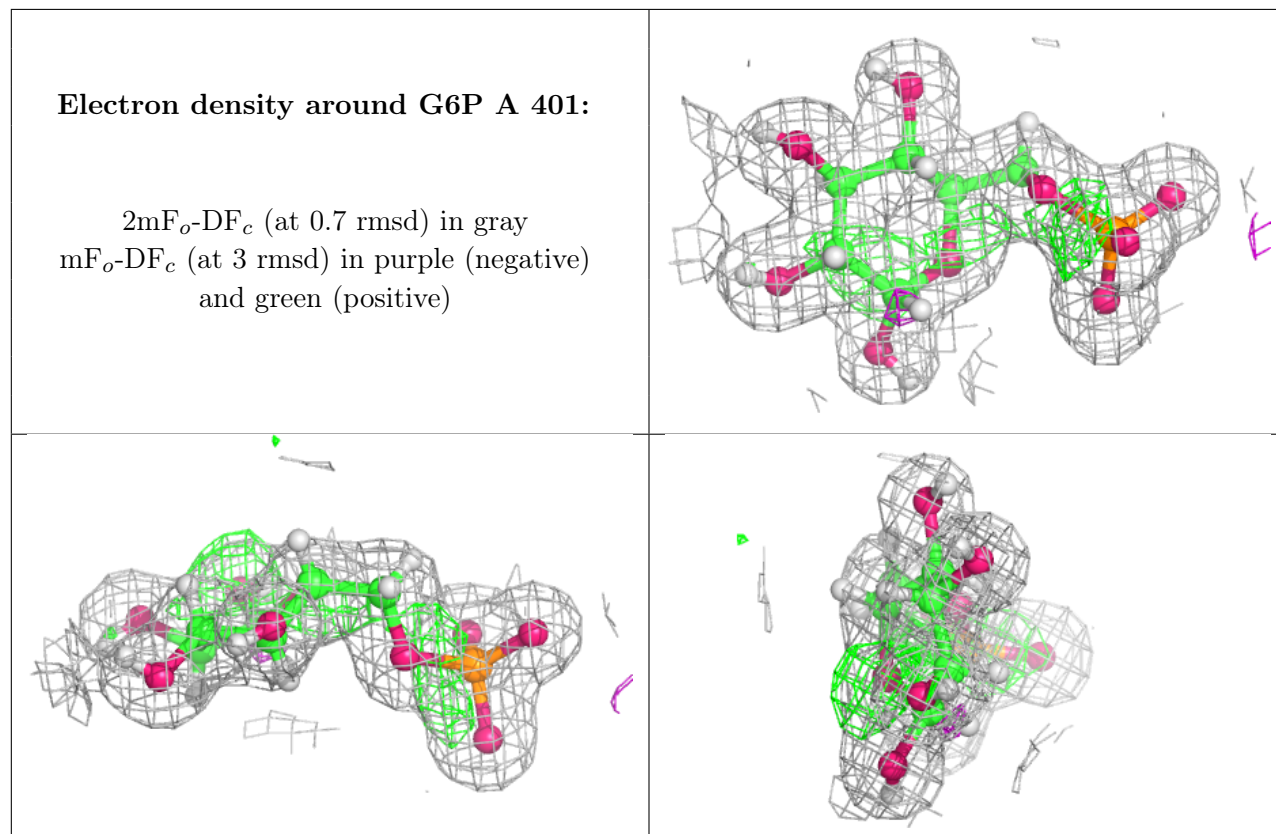 Electron density around G6P A 401:
2mFo-DFc (at 0.7 rmsd) in gray
mFo-DFc (at 3 rmsd) in purple (negative)
and green (positive)